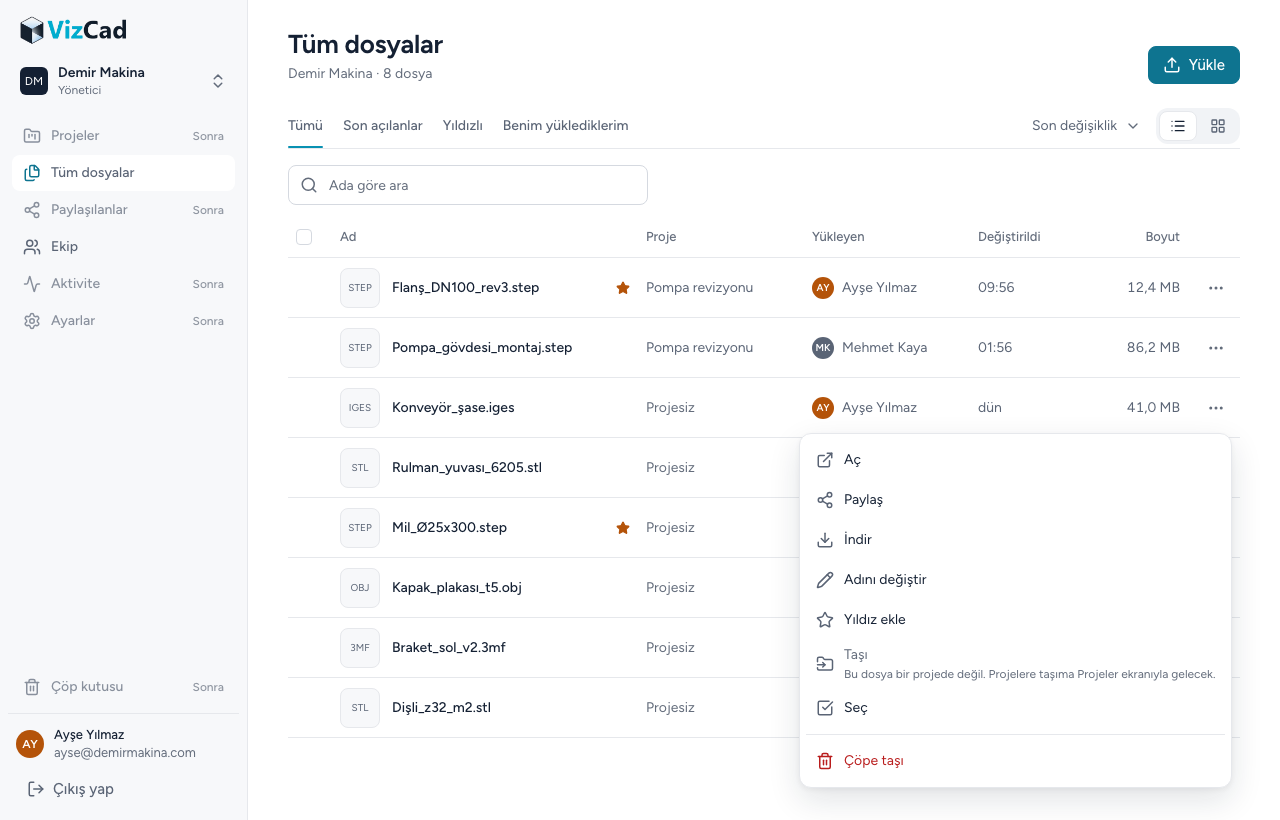 VizCad
DM
Demir Makina
Yönetici
Projeler Sonra
Tüm dosyalar
Paylaşılanlar Sonra
Ekip
Aktivite Sonra
Ayarlar Sonra
Çöp kutusu Sonra
AY
Ayşe Yılmaz
ayse@demirmakina.com
Çıkış yap
Tüm dosyalar
Demir Makina · 8 dosya
Yükle
Tümü Son açılanlar Yıldızlı Benim yüklediklerim
Son değişiklik
Ada göre ara
Ad Proje Yükleyen Değiştirildi Boyut
STEP Flanş_DN100_rev3.step Pompa revizyonu AY Ayşe Yılmaz 09:56 12,4 MB
STEP Pompa_gövdesi_montaj.step Pompa revizyonu MK Mehmet Kaya 01:56 86,2 MB
IGES Konveyör_şase.iges Projesiz AY Ayşe Yılmaz dün 41,0 MB
STL Rulman_yuvası_6205.stl Projesiz
STEP Mil_Ø25x300.step Projesiz
OBJ Kapak_plakası_t5.obj Projesiz
3MF Braket_sol_v2.3mf Projesiz
STL Dişli_z32_m2.stl Projesiz
Aç
Paylaş
İndir
Adını değiştir
Yıldız ekle
Taşı
Bu dosya bir projede değil. Projelere taşıma Projeler ekranıyla gelecek.
Seç
Çöpe taşı